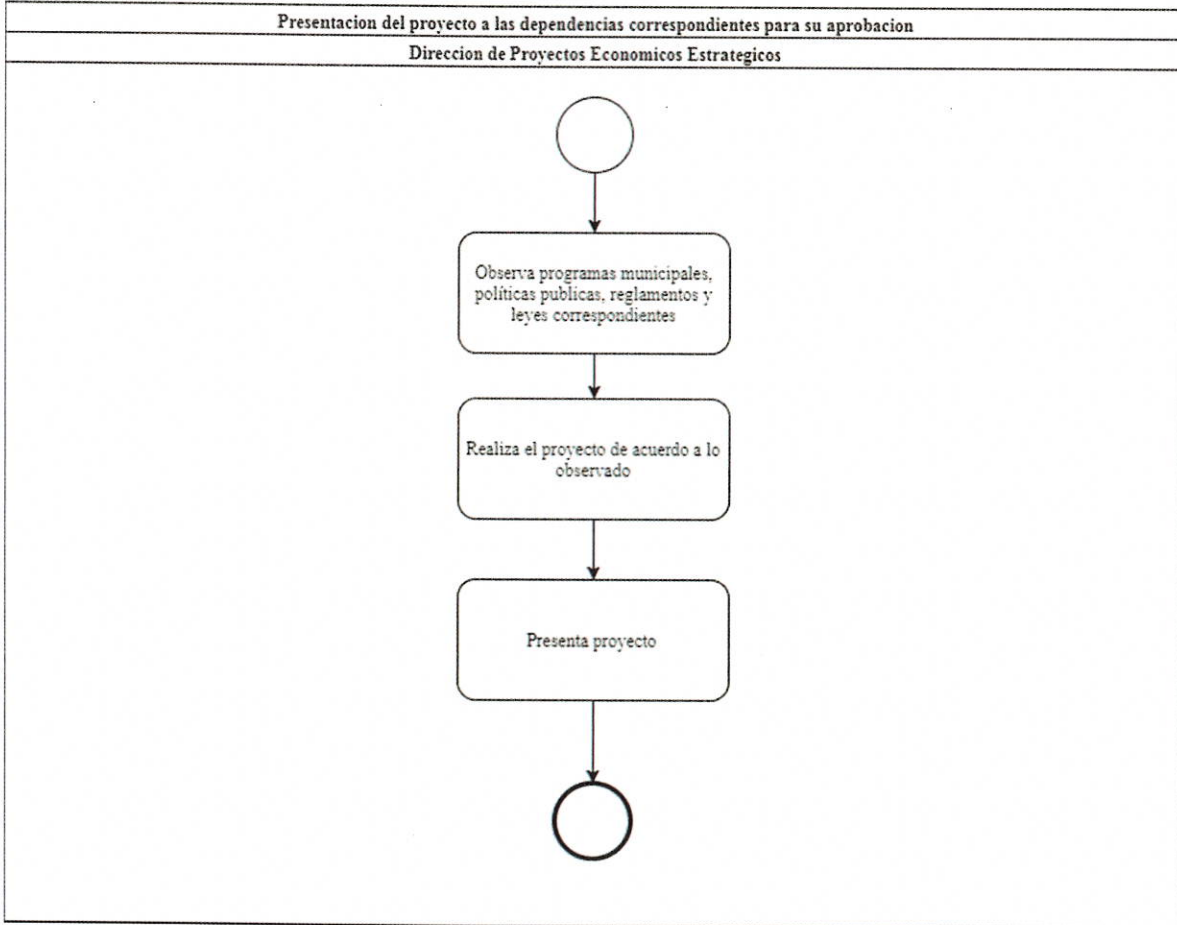 Presentacion del proyecto a las dependencias correspondientes para su aprobacion
Direccion de Proyectos Economicos Estrategicos
Observa programas municipales,
políticas publicas, reglamentos y
leyes correspondientes
Realiza el proyecto de acuerdo a lo
observado
Presenta proyecto